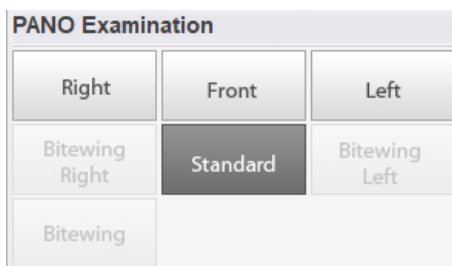 PANO Examination
Right
Front
Left
Bitewing
Right
Standard
Bitewing
Left
Bitewing